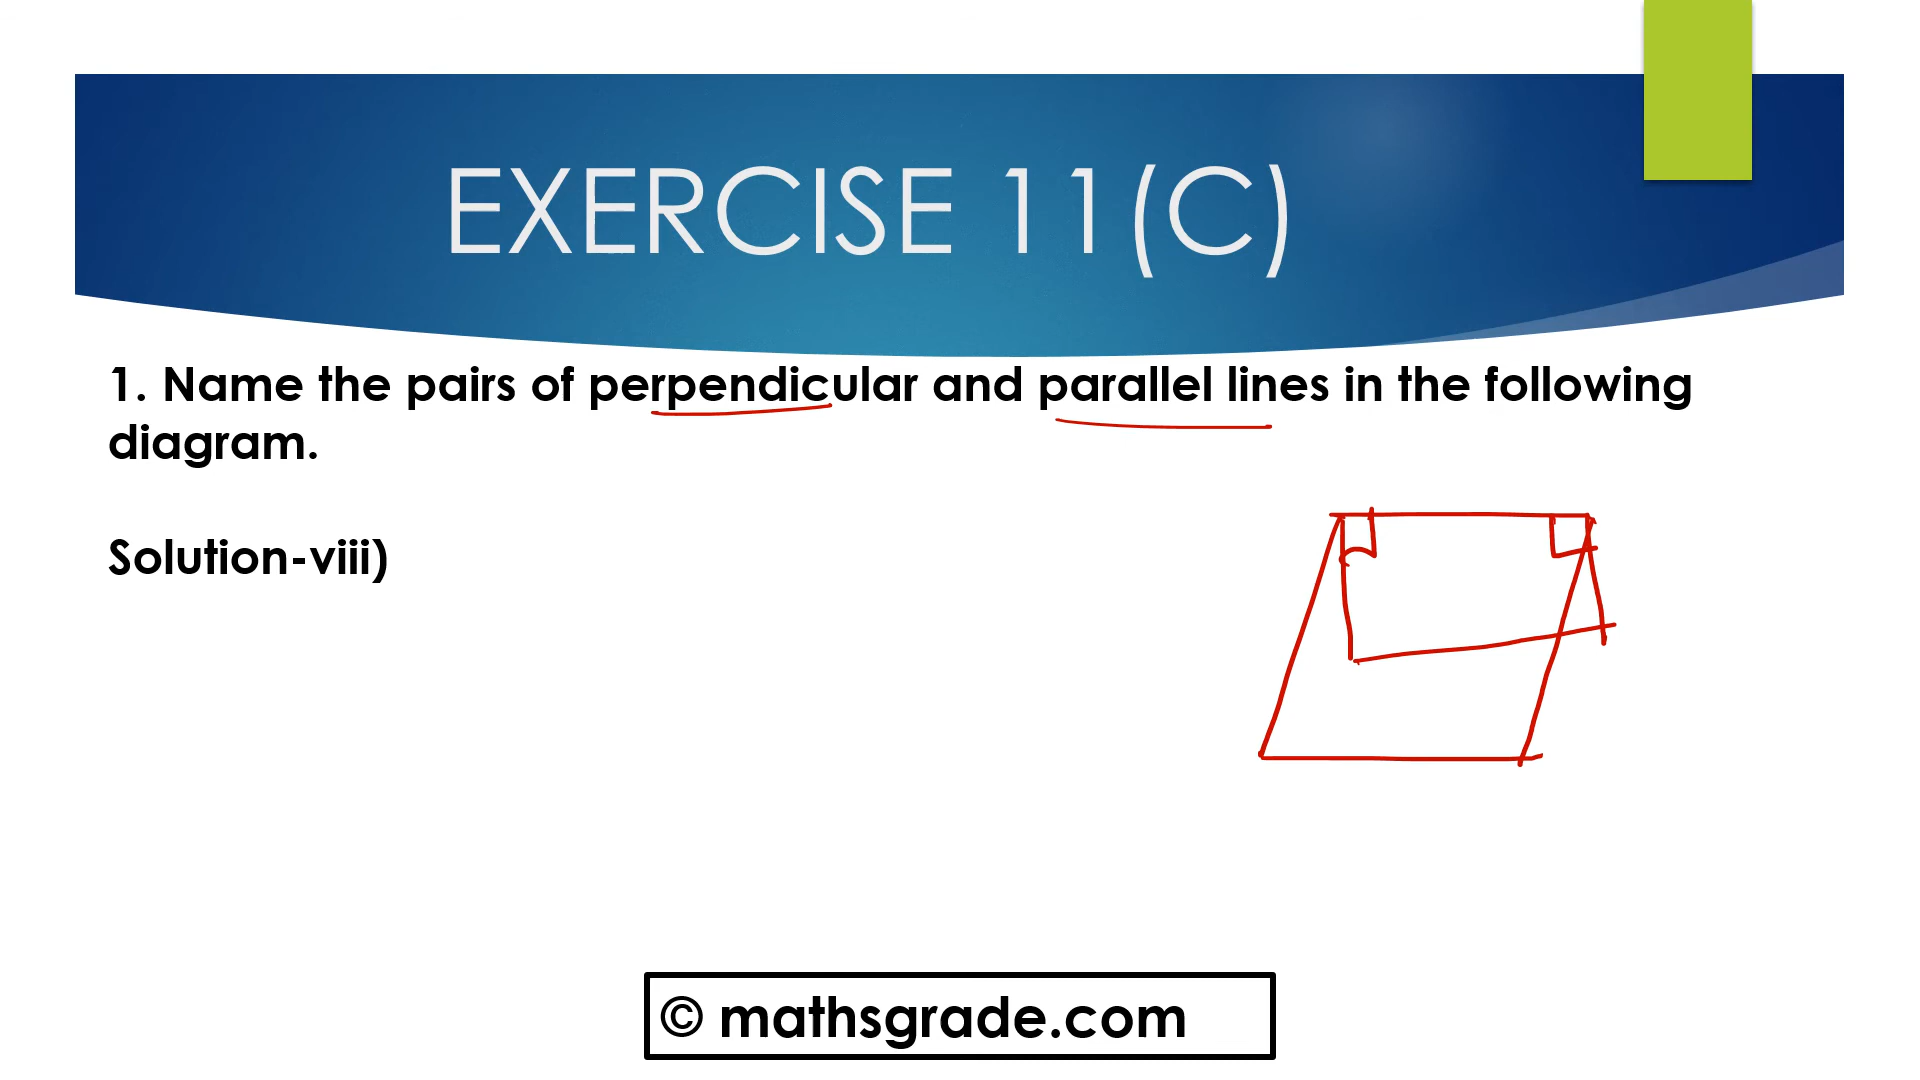 EXERCISE 11(C)
1. Name the pairs of perpendicular and parallel lines in the following
diagram.
Solution-viii)
© mathsgrade.com